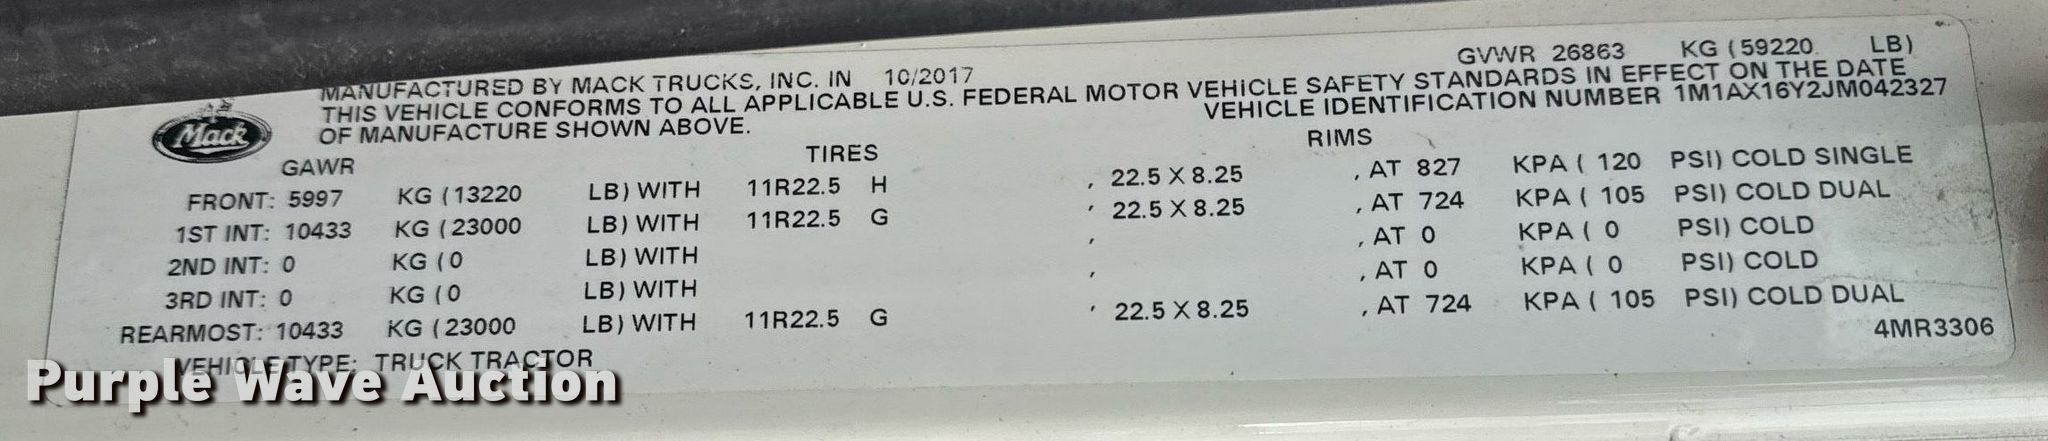 GVWR 26863 KG (59220 LB)
MANUFACTURED BY MACK TRUCKS, INC. IN 10/2017
THIS VEHICLE CONFORMS TO ALL APPLICABLE U.S. FEDERAL MOTOR VEHICLE SAFETY STANDARDS IN EFFECT ON THE DATE
OF MANUFACTURE SHOWN ABOVE. VEHICLE IDENTIFICATION NUMBER 1M1AX16Y2JM042327
Mack
GAWR TIRES RIMS
FRONT: 5997 KG (13220 LB) WITH 11R22.5 H , 22.5 X 8.25 , AT 827 KPA ( 120 PSI) COLD SINGLE
1ST INT: 10433 KG (23000 LB) WITH 11R22.5 G , 22.5 X 8.25 , AT 724 KPA ( 105 PSI) COLD DUAL
2ND INT: 0 KG (0 LB) WITH , , AT 0 KPA ( 0 PSI) COLD
3RD INT: 0 KG (0 LB) WITH , , AT 0 KPA ( 0 PSI) COLD
REARMOST: 10433 KG (23000 LB) WITH 11R22.5 G , 22.5 X 8.25 , AT 724 KPA ( 105 PSI) COLD DUAL
VEHICLE TYPE: TRUCK TRACTOR 4MR3306
Purple Wave Auction